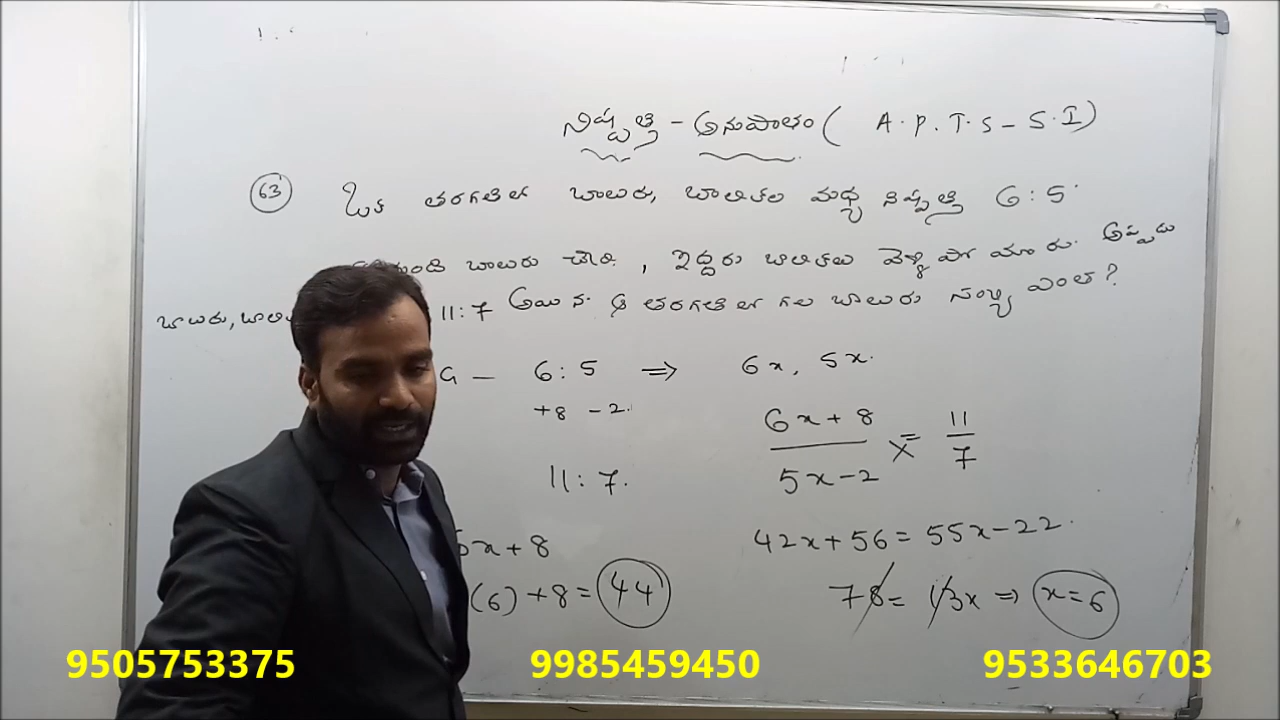 నిష్పత్తి - అనుపాతం ( A.P.T.S - S.I )
63 ఒక తరగతిలో బాలురు, బాలికల మధ్య నిష్పత్తి 6:5
బాలురు చేరి, ఇద్దరు బాలికలు వెళ్ళి పోయారు. అప్పుడు
బాలురు, 11:7 అయిన ఆ తరగతిలో గల బాలురు సంఖ్య ఎంత?
G - 6:5 ⇒ 6x, 5x.
+8 -2.
6x+8 / 5x-2 = 11/7
11:7.
x+8
42x+56 = 55x-22.
(6)+8 = 44
78 = 13x ⇒ x=6
9505753375 9985459450 9533646703